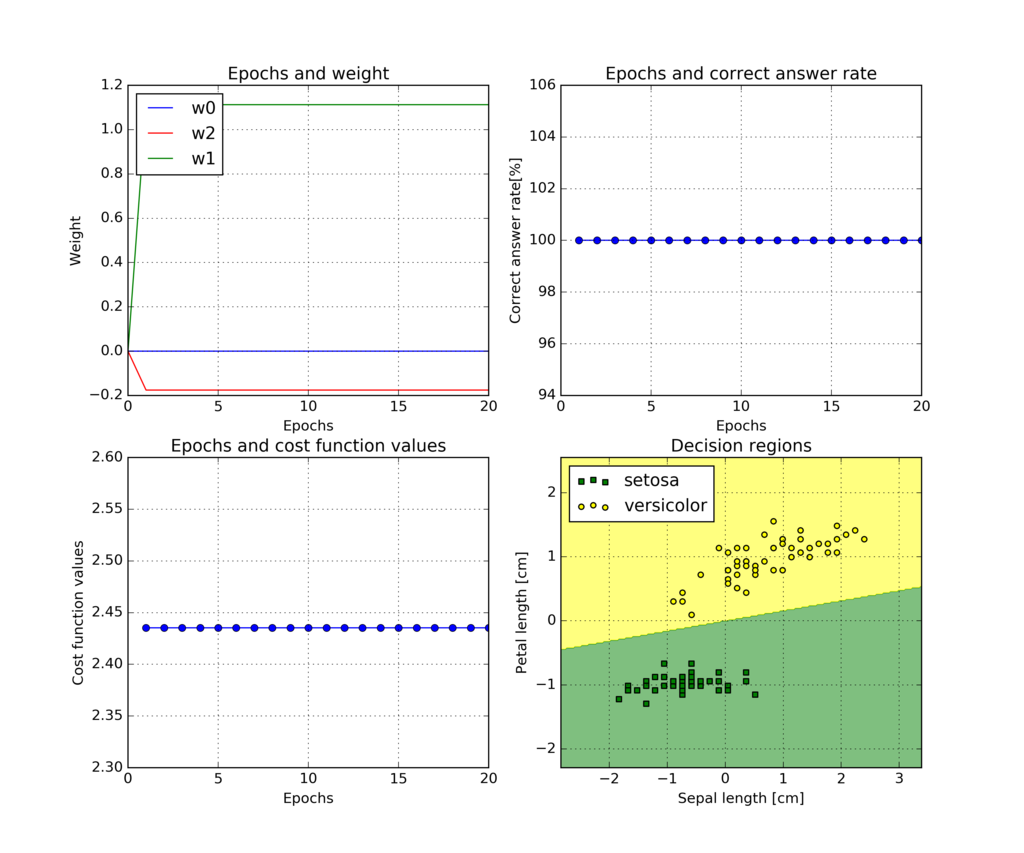 Epochs and weight
1.2
1.0
0.8
0.6
0.4
0.2
0.0
−0.2
Weight
w0
w2
w1
0 5 10 15 20
Epochs
Epochs and correct answer rate
106
104
102
100
98
96
94
Correct answer rate[%]
0 5 10 15 20
Epochs
Epochs and cost function values
2.60
2.55
2.50
2.45
2.40
2.35
2.30
Cost function values
0 5 10 15 20
Epochs
Decision regions
setosa
versicolor
2
1
0
−1
−2
Petal length [cm]
−2 −1 0 1 2 3
Sepal length [cm]